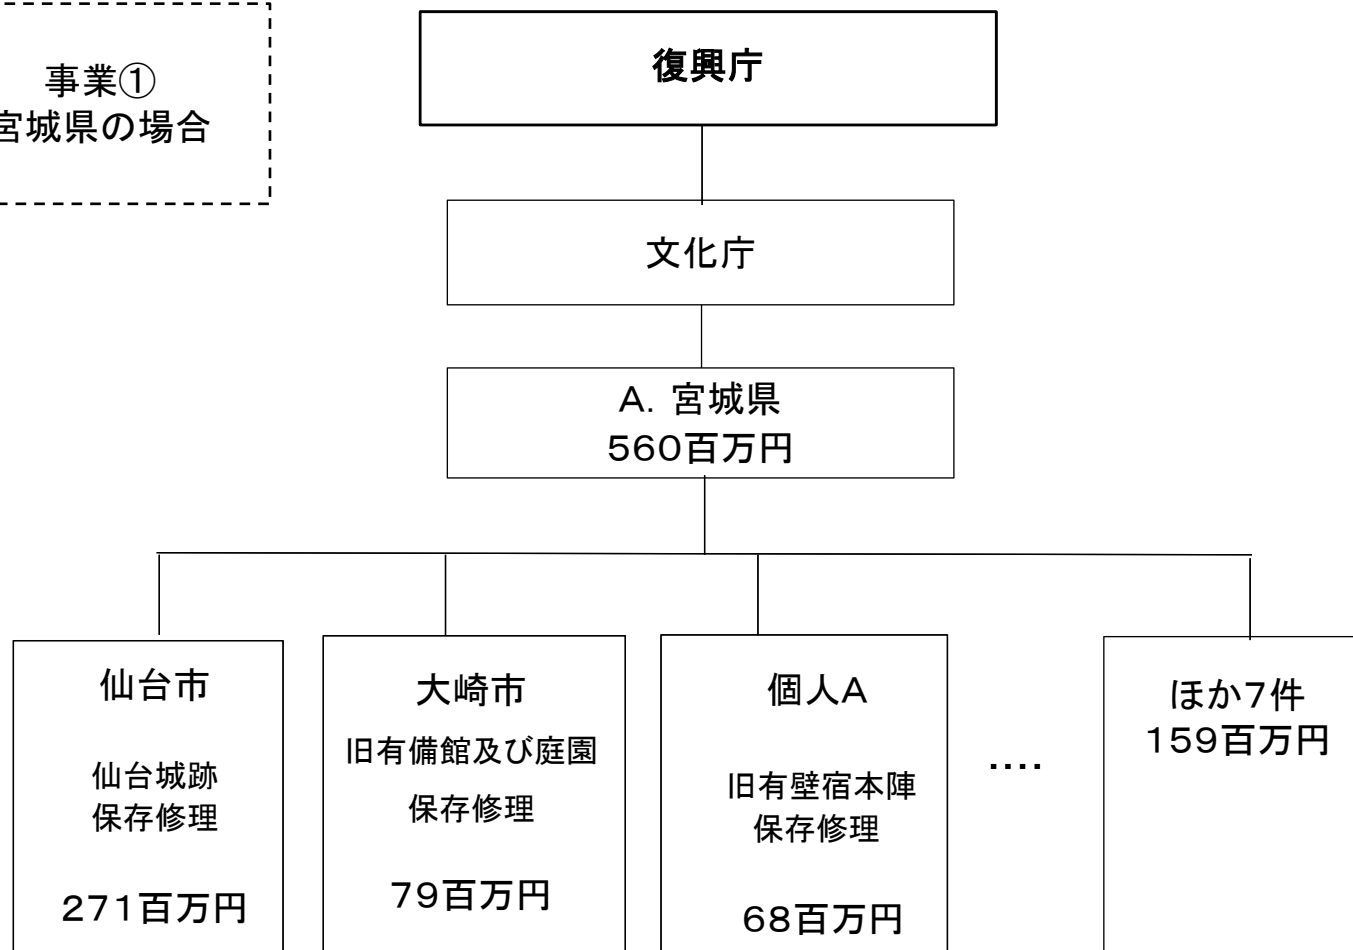 事業①
宮城県の場合
復興庁
文化庁
A. 宮城県
560百万円
仙台市
仙台城跡
保存修理
271百万円
大崎市
旧有備館及び庭園
保存修理
79百万円
個人A
旧有壁宿本陣
保存修理
68百万円
‥‥
ほか7件
159百万円